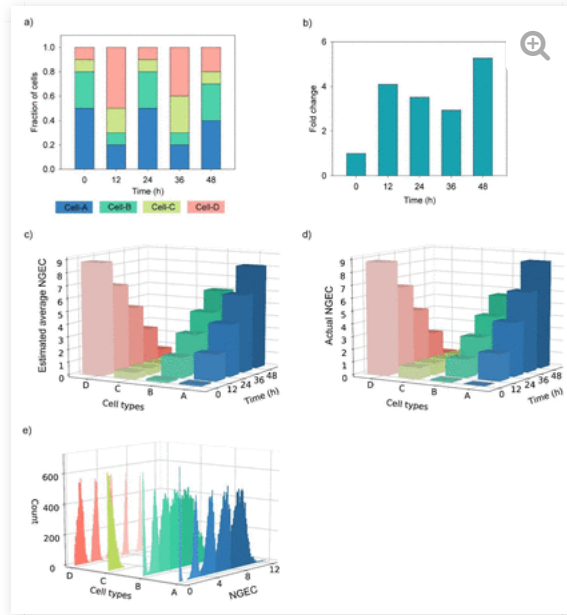 a)
1.0
0.8
0.6
0.4
0.2
0.0
Fraction of cells
0 12 24 36 48
Time (h)
Cell-A Cell-B Cell-C Cell-D
b)
6
4
2
0
Fold change
0 12 24 36 48
Time (h)
c)
9
8
7
6
5
4
3
2
1
0
Estimated average NGEC
D C B A
Cell types
0 12 24 36 48
Time (h)
d)
9
8
7
6
5
4
3
2
1
0
Actual NGEC
D C B A
Cell types
0 12 24 36 48
Time (h)
e)
600
400
200
0
Count
D C B A
Cell types
0 4 8 12
NGEC